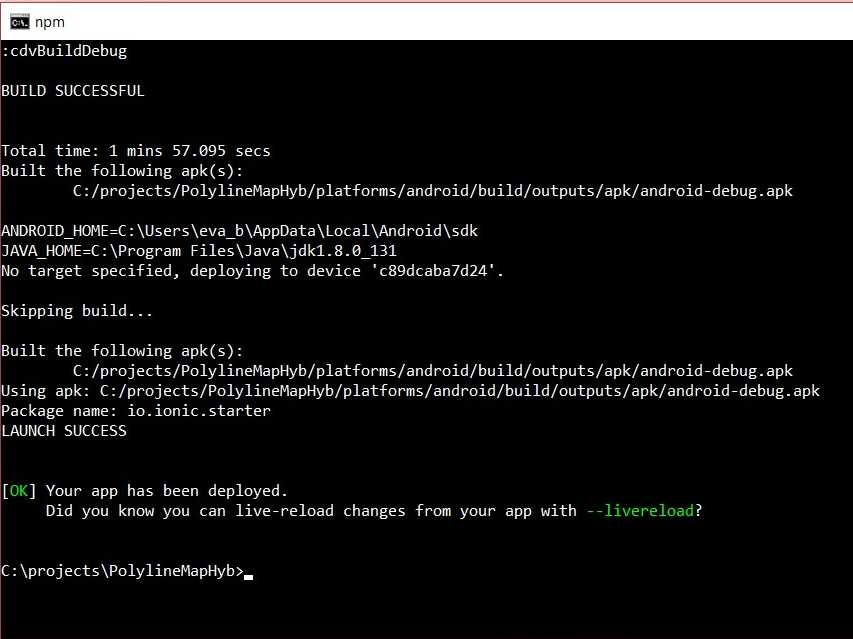 npm
:cdvBuildDebug
BUILD SUCCESSFUL
Total time: 1 mins 57.095 secs
Built the following apk(s):
C:/projects/PolylineMapHyb/platforms/android/build/outputs/apk/android-debug.apk
ANDROID_HOME=C:\Users\eva_b\AppData\Local\Android\sdk
JAVA_HOME=C:\Program Files\Java\jdk1.8.0_131
No target specified, deploying to device 'c89dcaba7d24'.
Skipping build...
Built the following apk(s):
C:/projects/PolylineMapHyb/platforms/android/build/outputs/apk/android-debug.apk
Using apk: C:/projects/PolylineMapHyb/platforms/android/build/outputs/apk/android-debug.apk
Package name: io.ionic.starter
LAUNCH SUCCESS
[OK] Your app has been deployed.
Did you know you can live-reload changes from your app with --livereload?
C:\projects\PolylineMapHyb>